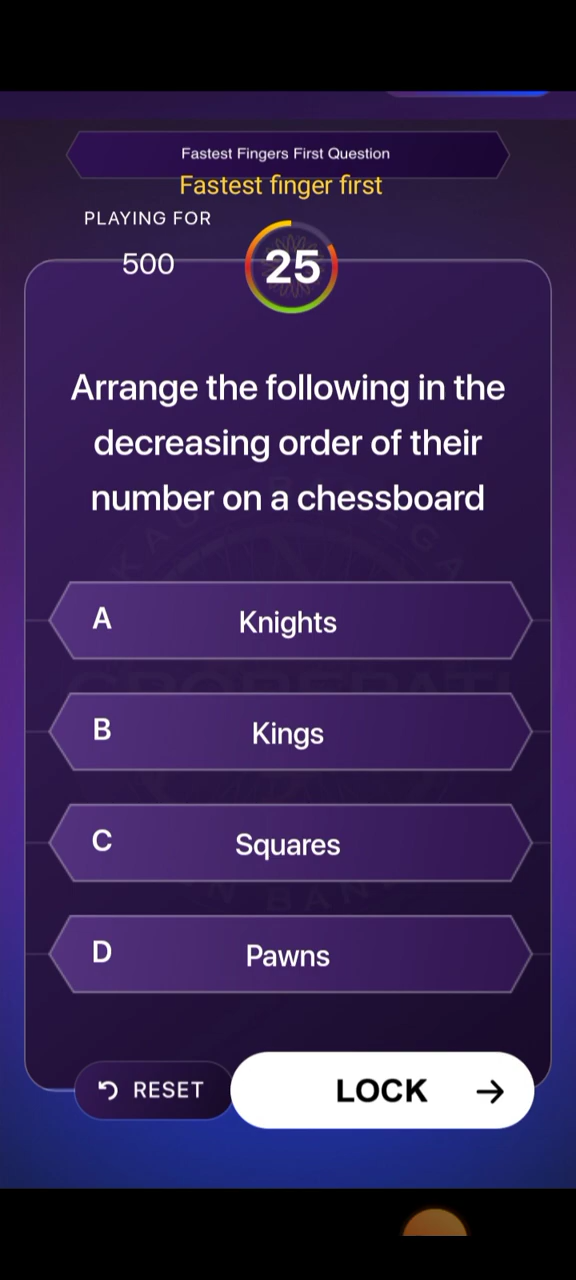 Fastest Fingers First Question
Fastest finger first
PLAYING FOR
500
25
Arrange the following in the
decreasing order of their
number on a chessboard
A Knights
B Kings
C Squares
D Pawns
RESET
LOCK